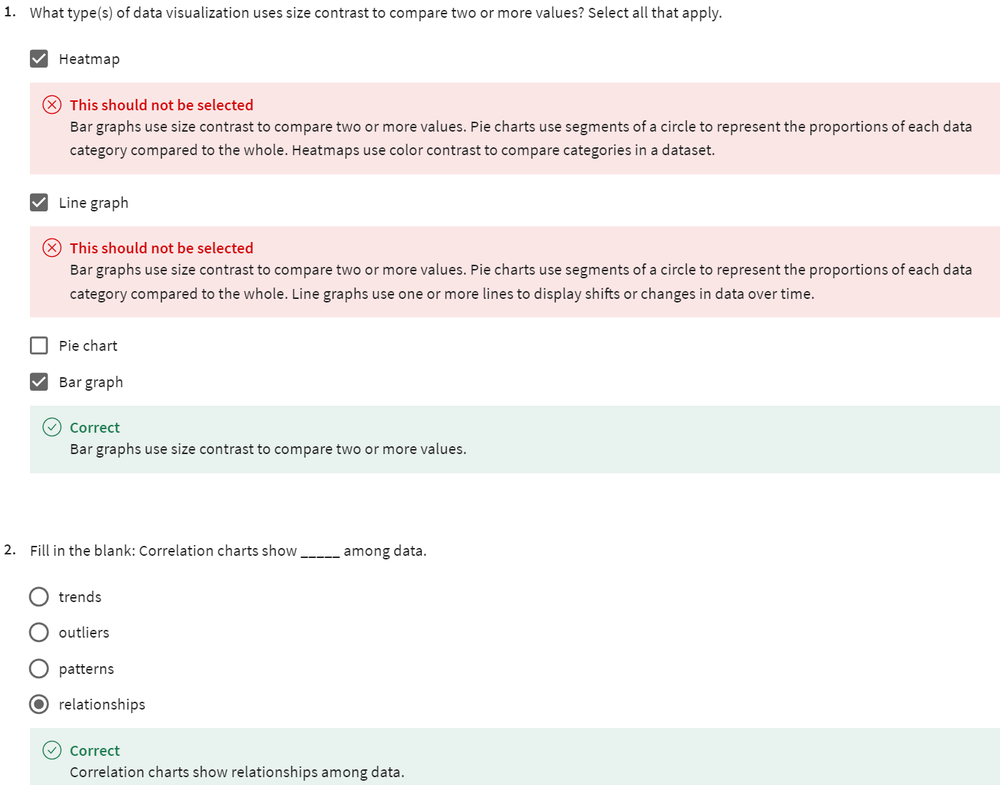 1. What type(s) of data visualization uses size contrast to compare two or more values? Select all that apply.
Heatmap
This should not be selected
Bar graphs use size contrast to compare two or more values. Pie charts use segments of a circle to represent the proportions of each data
category compared to the whole. Heatmaps use color contrast to compare categories in a dataset.
Line graph
This should not be selected
Bar graphs use size contrast to compare two or more values. Pie charts use segments of a circle to represent the proportions of each data
category compared to the whole. Line graphs use one or more lines to display shifts or changes in data over time.
Pie chart
Bar graph
Correct
Bar graphs use size contrast to compare two or more values.
2. Fill in the blank: Correlation charts show _____ among data.
trends
outliers
patterns
relationships
Correct
Correlation charts show relationships among data.